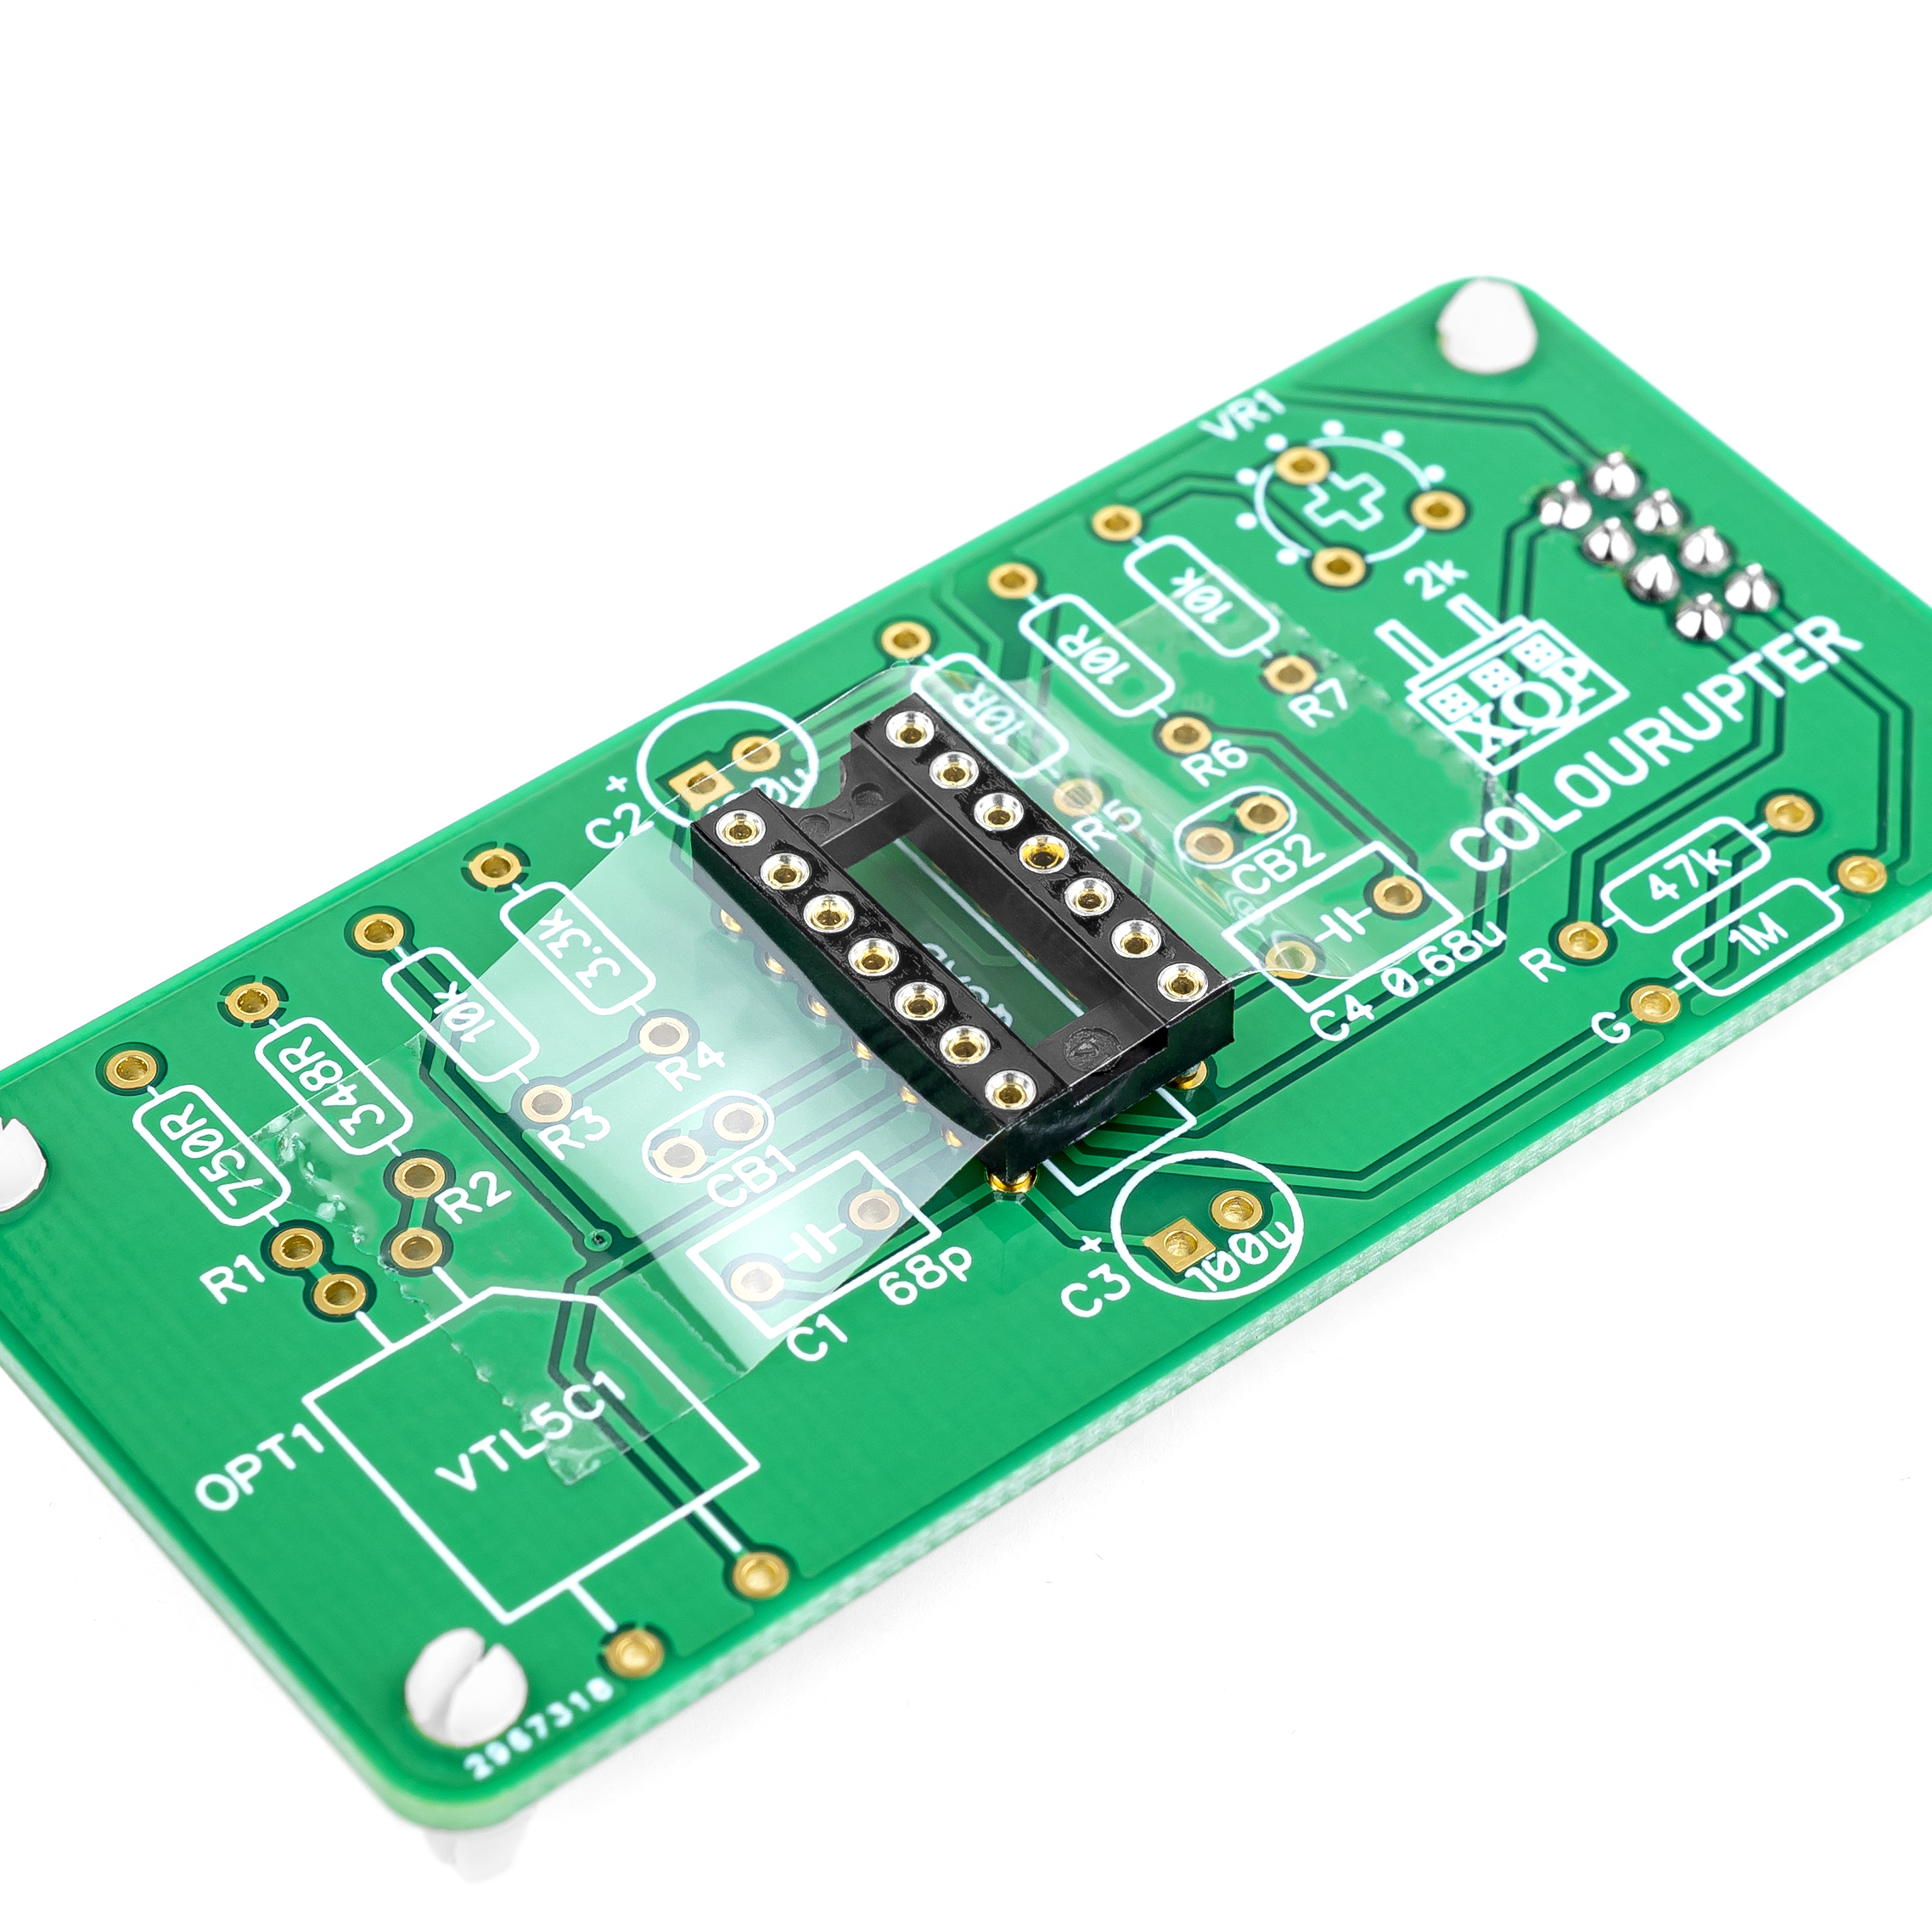 VR1
2k
10k
R7
10R
R6
10R
R5
XQP
COLOURUPTER
C2
+
CB2
C4 0.68u
47k
R
1M
G
3.3k
R4
10k
R3
348R
R2
750R
R1
CB1
C1
68p
+
C3
100u
OPT1
VTL5C1
2967318